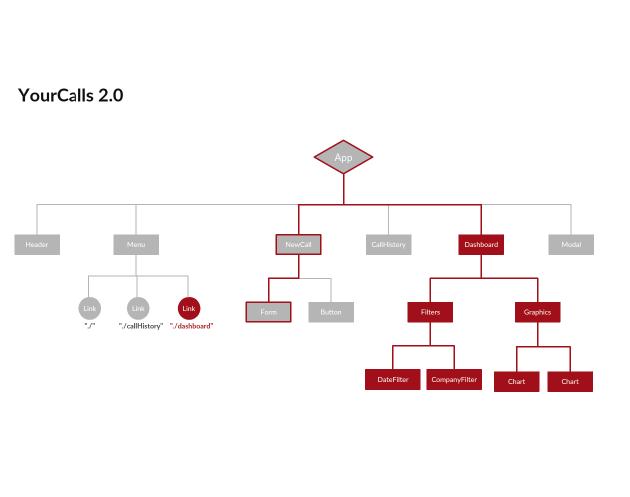 YourCalls 2.0
App
Header
Menu
NewCall
CallHistory
Dashboard
Modal
Link
Link
Link
Form
Button
Filters
Graphics
"./"
"./callHistory"
"./dashboard"
DateFilter
CompanyFilter
Chart
Chart